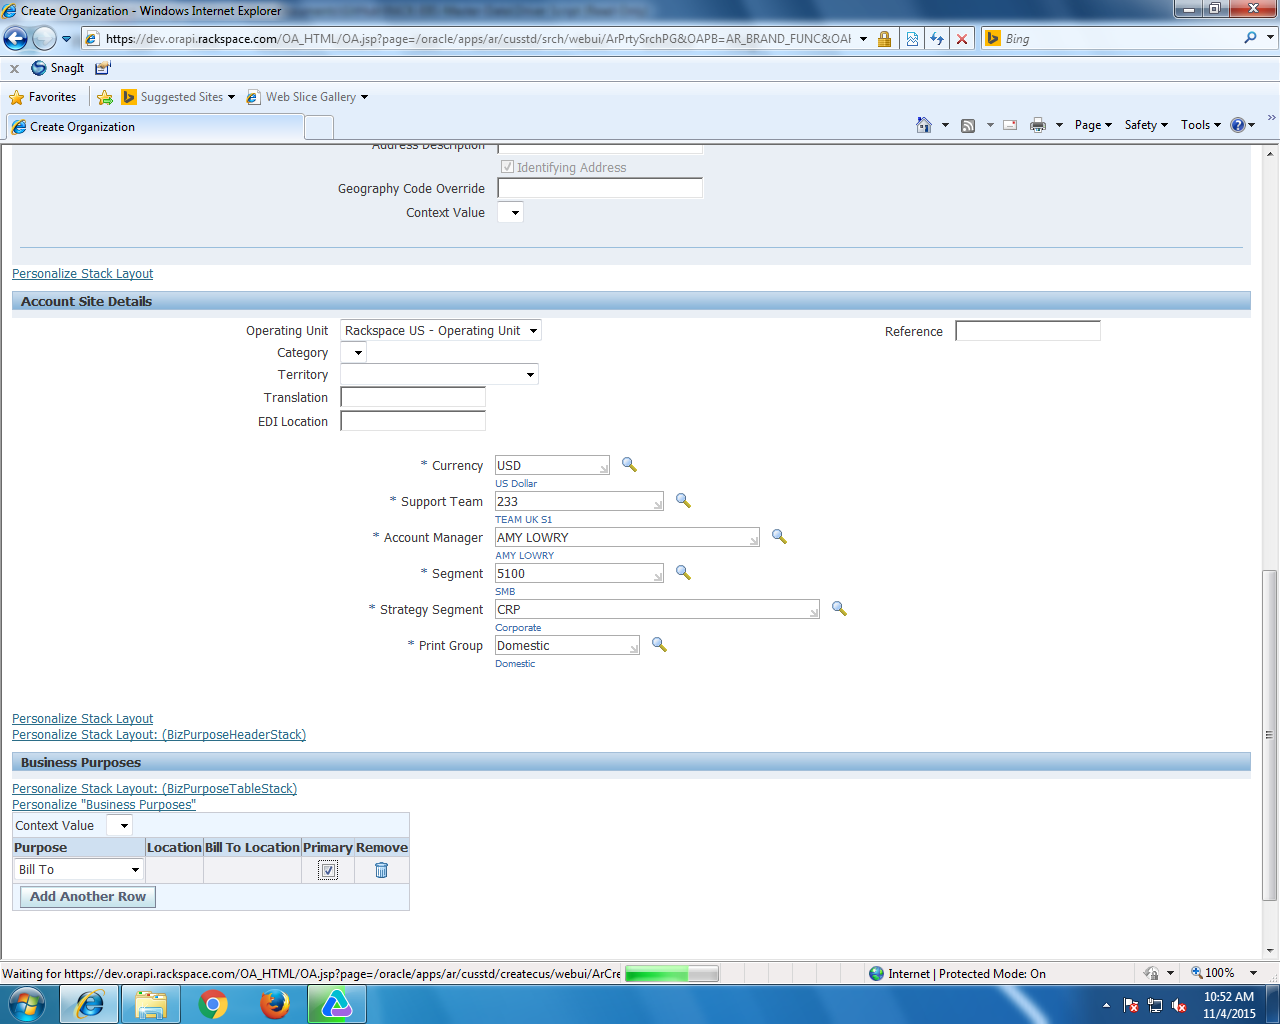 Create Organization - Windows Internet Explorer
https://dev.orapi.rackspace.com/OA_HTML/OA.jsp?page=/oracle/apps/ar/cusstd/srch/webui/ArPrtySrchPG&OAPB=AR_BRAND_FUNC&OAH
Bing
x SnagIt
Favorites Suggested Sites Web Slice Gallery
Create Organization
Page Safety Tools
Address Description
Identifying Address
Geography Code Override
Context Value
Personalize Stack Layout
Account Site Details
Operating Unit Rackspace US - Operating Unit Reference
Category
Territory
Translation
EDI Location
* Currency USD
US Dollar
* Support Team 233
TEAM UK S1
* Account Manager AMY LOWRY
AMY LOWRY
* Segment 5100
SMB
* Strategy Segment CRP
Corporate
* Print Group Domestic
Domestic
Personalize Stack Layout
Personalize Stack Layout: (BizPurposeHeaderStack)
Business Purposes
Personalize Stack Layout: (BizPurposeTableStack)
Personalize "Business Purposes"
Context Value
Purpose Location Bill To Location Primary Remove
Bill To
Add Another Row
Waiting for https://dev.orapi.rackspace.com/OA_HTML/OA.jsp?page=/oracle/apps/ar/cusstd/createcus/webui/ArCre
Internet | Protected Mode: On 100%
10:52 AM
11/4/2015